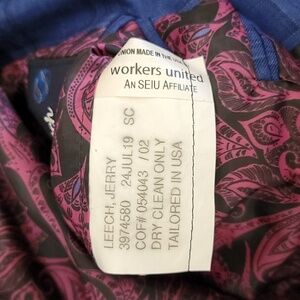 UNION MADE IN THE
workers united
AN SEIU AFFILIATE
LEECH, JERRY
3974580 24JUL19 SC
COF# 054043 / 02
DRY CLEAN ONLY
TAILORED IN USA